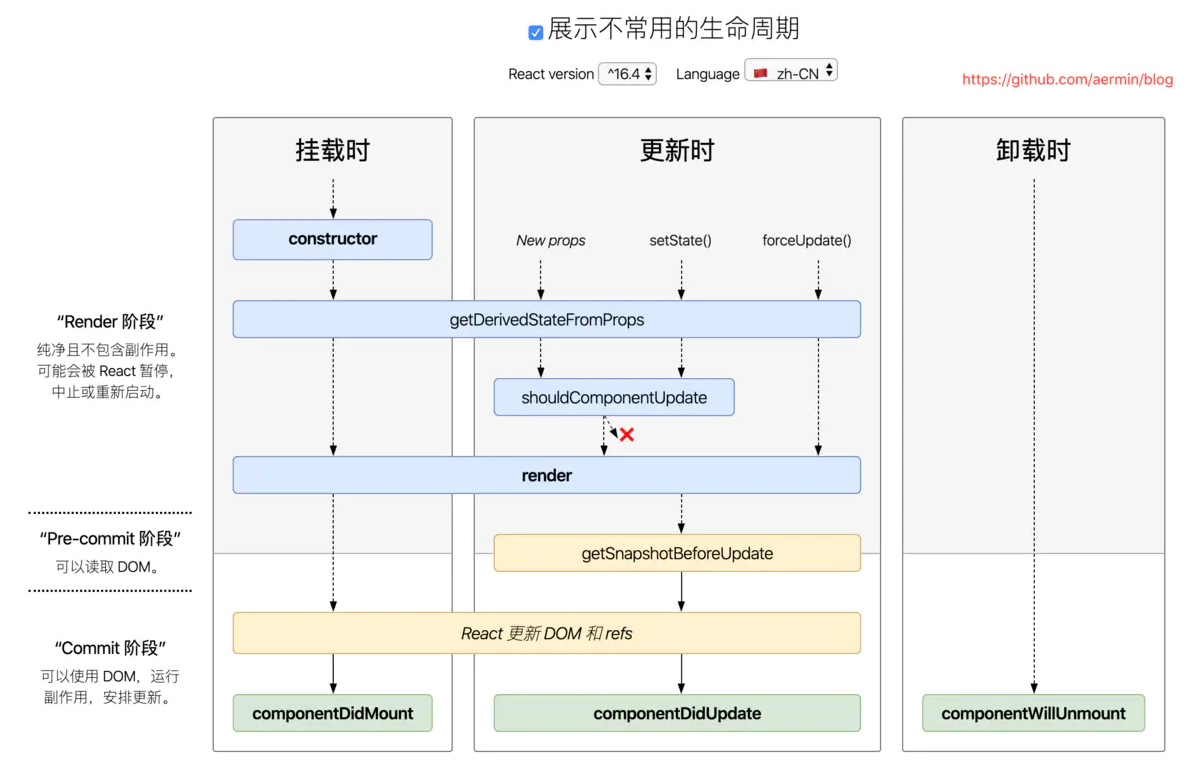 展示不常用的生命周期
React version ^16.4 Language zh-CN
https://github.com/aermin/blog
挂载时
更新时
卸载时
constructor
New props
setState()
forceUpdate()
“Render 阶段”
纯净且不包含副作用。
可能会被 React 暂停，
中止或重新启动。
getDerivedStateFromProps
shouldComponentUpdate
render
“Pre-commit 阶段”
可以读取 DOM。
getSnapshotBeforeUpdate
“Commit 阶段”
可以使用 DOM，运行
副作用，安排更新。
React 更新 DOM 和 refs
componentDidMount
componentDidUpdate
componentWillUnmount